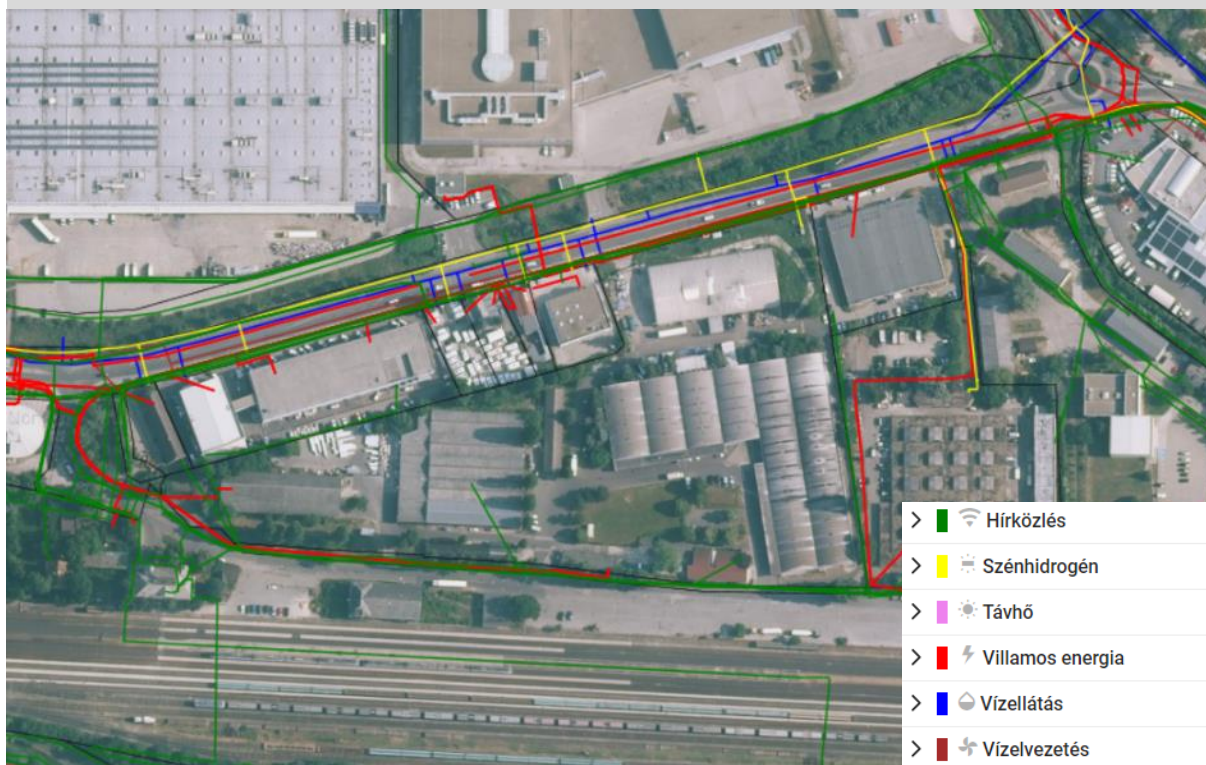 Hírközlés
Szénhidrogén
Távhő
Villamos energia
Vízellátás
Vízelvezetés